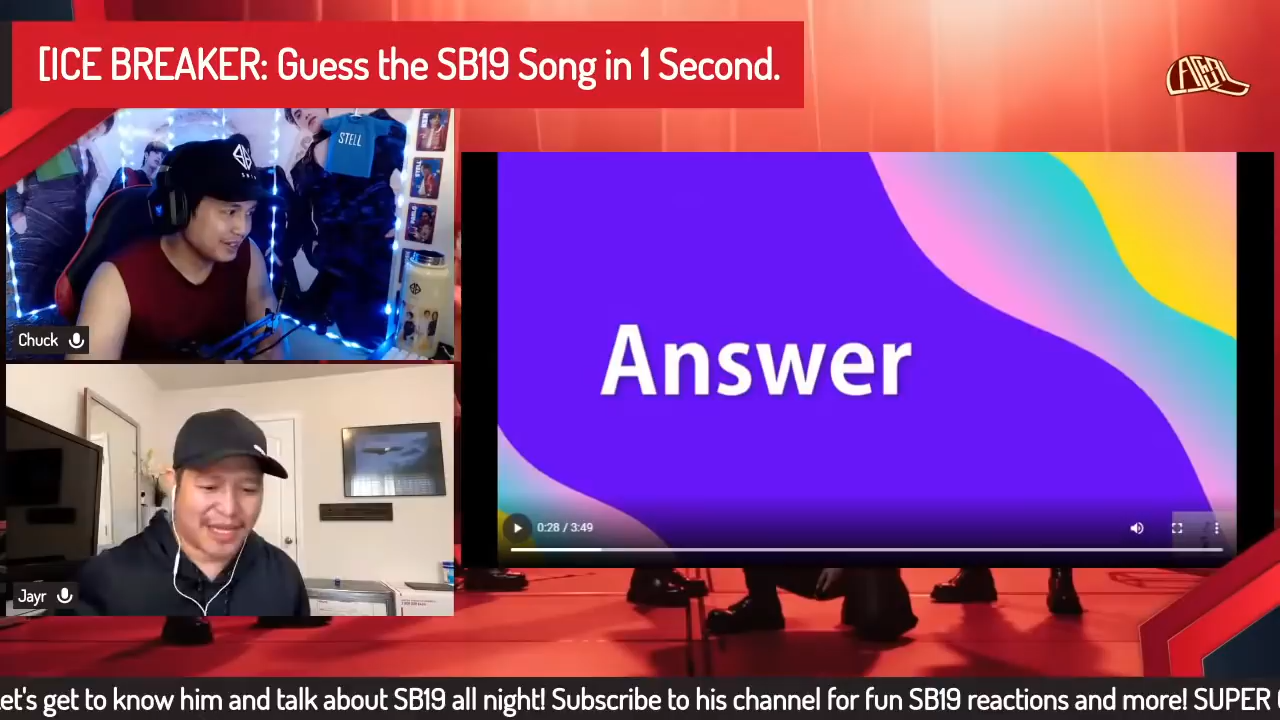 [ICE BREAKER: Guess the SB19 Song in 1 Second.
STELL
Chuck
Answer
0:28 / 3:49
Jayr
Let's get to know him and talk about SB19 all night! Subscribe to his channel for fun SB19 reactions and more! SUPER